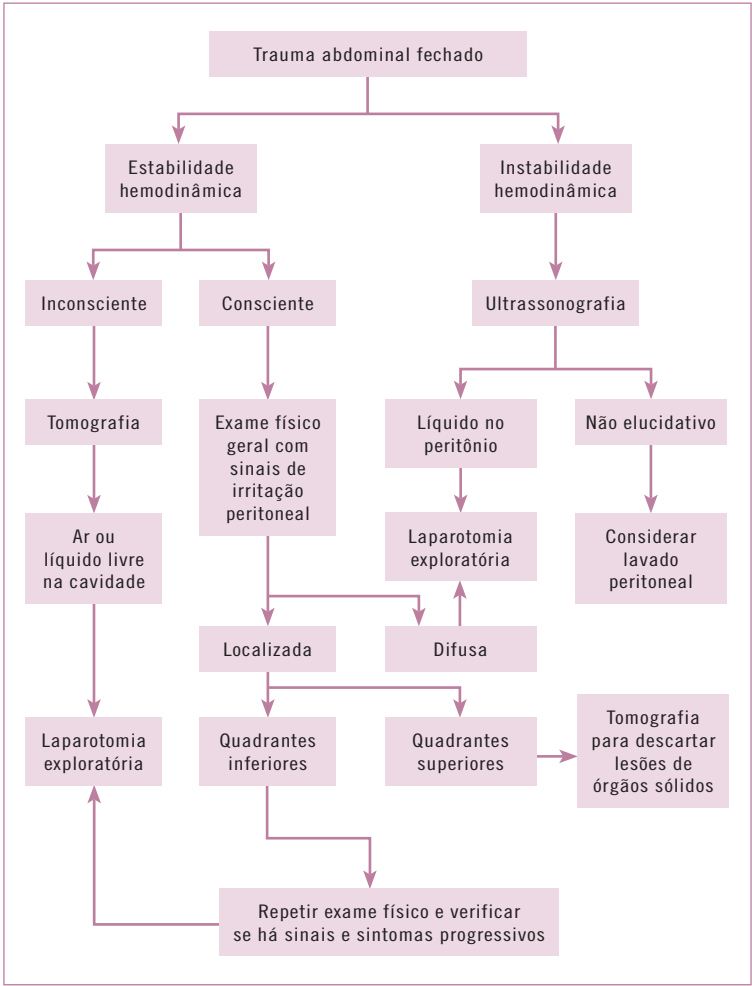 Trauma abdominal fechado
Estabilidade
hemodinâmica
Instabilidade
hemodinâmica
Inconsciente
Consciente
Ultrassonografia
Tomografia
Exame físico
geral com
sinais de
irritação
peritoneal
Líquido no
peritônio
Não elucidativo
Ar ou
líquido livre
na cavidade
Laparotomia
exploratória
Considerar
lavado
peritoneal
Localizada
Difusa
Laparotomia
exploratória
Quadrantes
inferiores
Quadrantes
superiores
Tomografia
para descartar
lesões de
órgãos sólidos
Repetir exame físico e verificar
se há sinais e sintomas progressivos